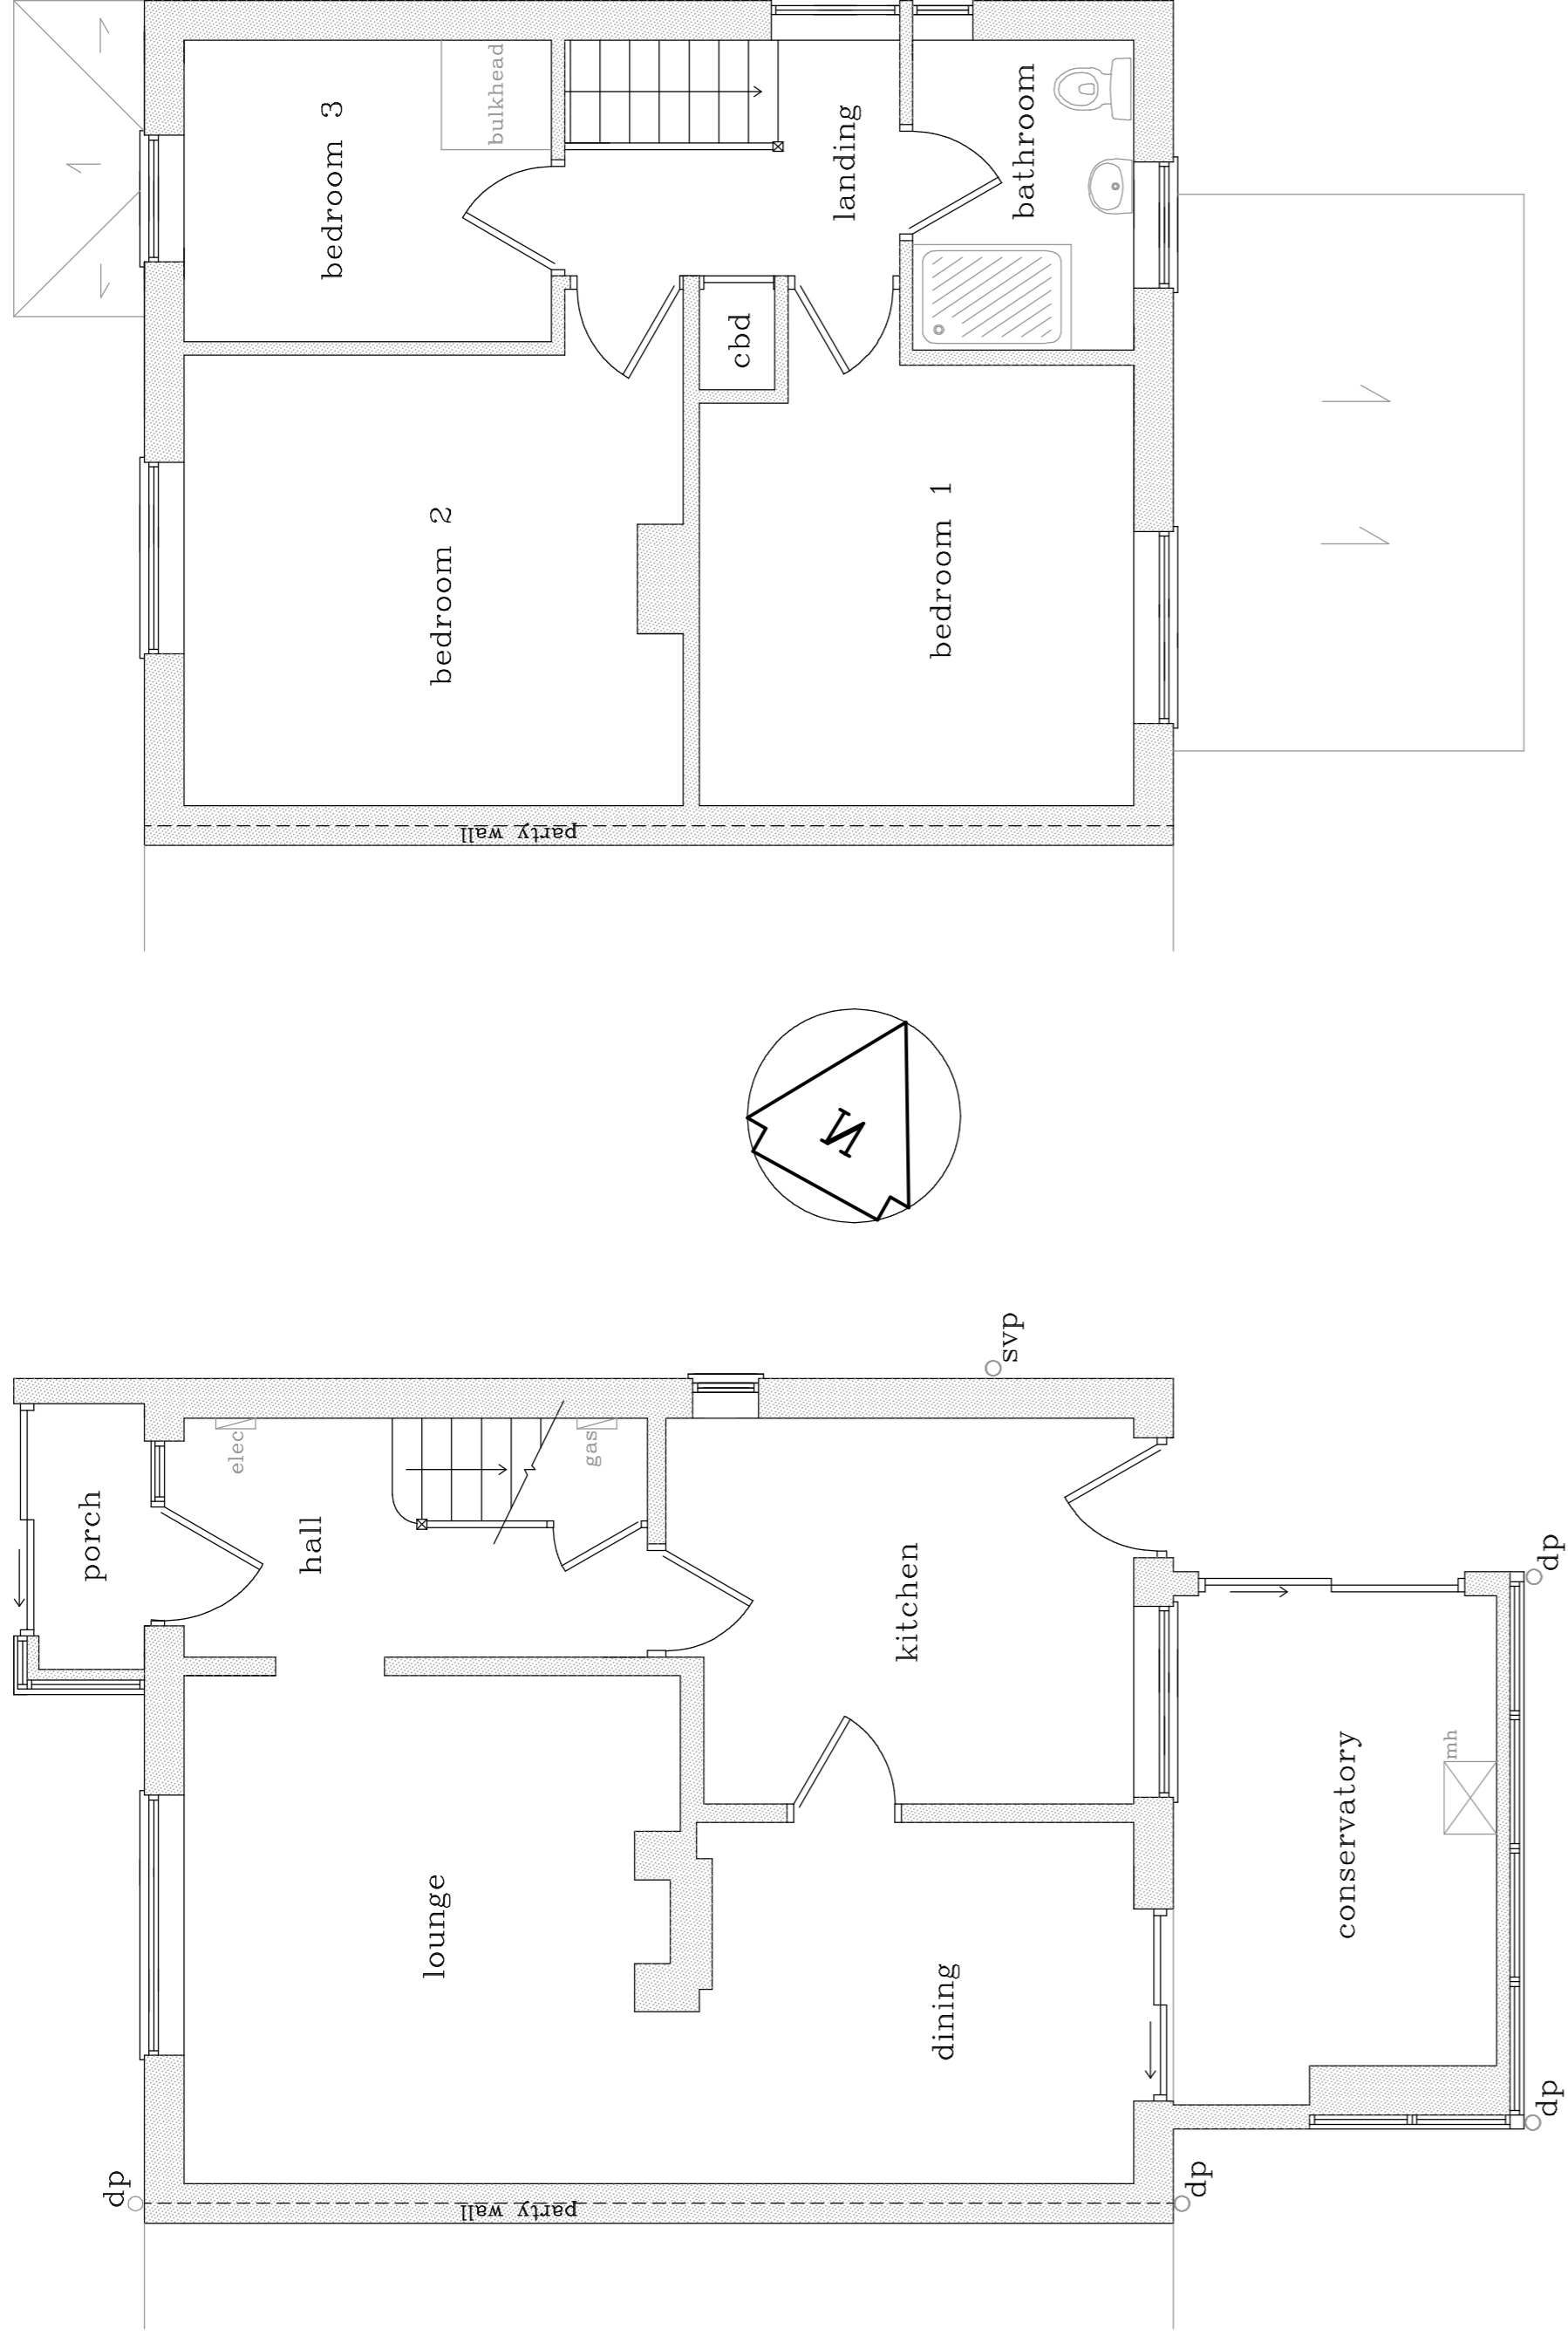 bedroom 3
bulkhead
landing
bathroom
cbd
bedroom 2
bedroom 1
party wall
N
svp
porch
elec
hall
gas
kitchen
dp
mh
conservatory
lounge
dining
dp
dp
dp
party wall